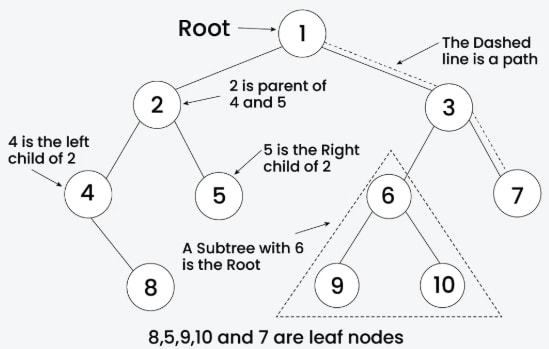 Root
1
The Dashed
line is a path
2
2 is parent of
4 and 5
3
4 is the left
child of 2
5 is the Right
child of 2
4
5
6
7
A Subtree with 6
is the Root
8
9
10
8,5,9,10 and 7 are leaf nodes